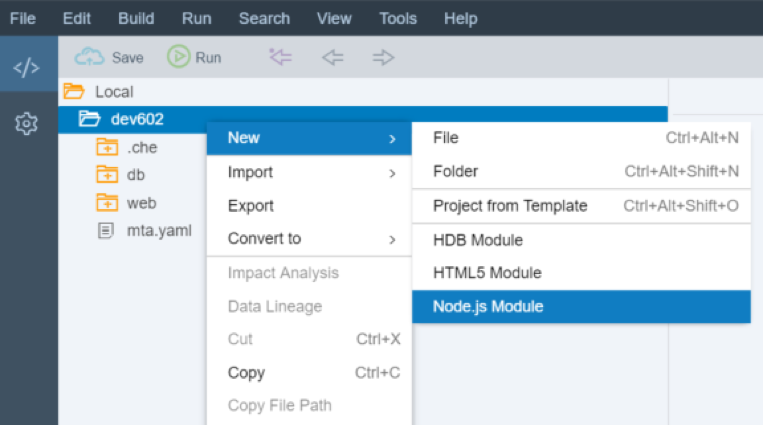 File Edit Build Run Search View Tools Help
</> Save Run
Local
dev602
New > File Ctrl+Alt+N
.che
Import > Folder Ctrl+Alt+Shift+N
db
Export Project from Template Ctrl+Alt+Shift+O
web
mta.yaml
Convert to > HDB Module
Impact Analysis HTML5 Module
Data Lineage Node.js Module
Cut Ctrl+X
Copy Ctrl+C
Copy File Path